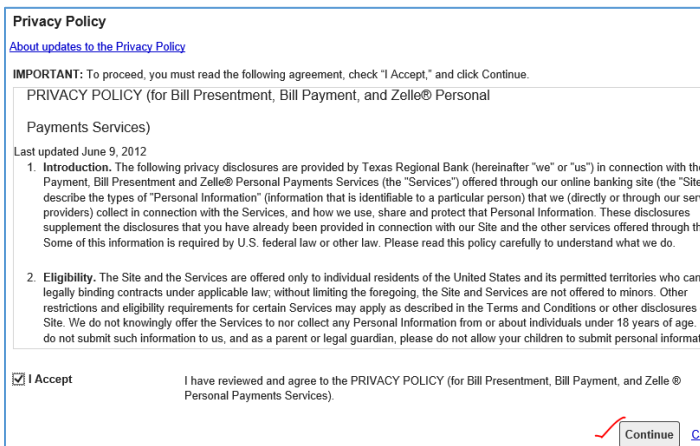 Privacy Policy
About updates to the Privacy Policy
IMPORTANT: To proceed, you must read the following agreement, check "I Accept," and click Continue.
PRIVACY POLICY (for Bill Presentment, Bill Payment, and Zelle® Personal
Payments Services)
Last updated June 9, 2012
1. Introduction. The following privacy disclosures are provided by Texas Regional Bank (hereinafter "we" or "us") in connection with the
Payment, Bill Presentment and Zelle® Personal Payments Services (the "Services") offered through our online banking site (the "Site
describe the types of "Personal Information" (information that is identifiable to a particular person) that we (directly or through our
providers) collect in connection with the Services, and how we use, share and protect that Personal Information. These disclosures
supplement the disclosures that you have already been provided in connection with our Site and the other services offered through
Some of this information is required by U.S. federal law or other law. Please read this policy carefully to understand what we do.
2. Eligibility. The Site and the Services are offered only to individual residents of the United States and its permitted territories who can
legally binding contracts under applicable law; without limiting the foregoing, the Site and Services are not offered to minors. Other
restrictions and eligibility requirements for certain Services may apply as described in the Terms and Conditions or other disclosures
Site. We do not knowingly offer the Services to nor collect any Personal Information from or about individuals under 18 years of age.
do not submit such information to us, and as a parent or legal guardian, please do not allow your children to submit personal
I Accept
I have reviewed and agree to the PRIVACY POLICY (for Bill Presentment, Bill Payment, and Zelle ®
Personal Payments Services).
Continue